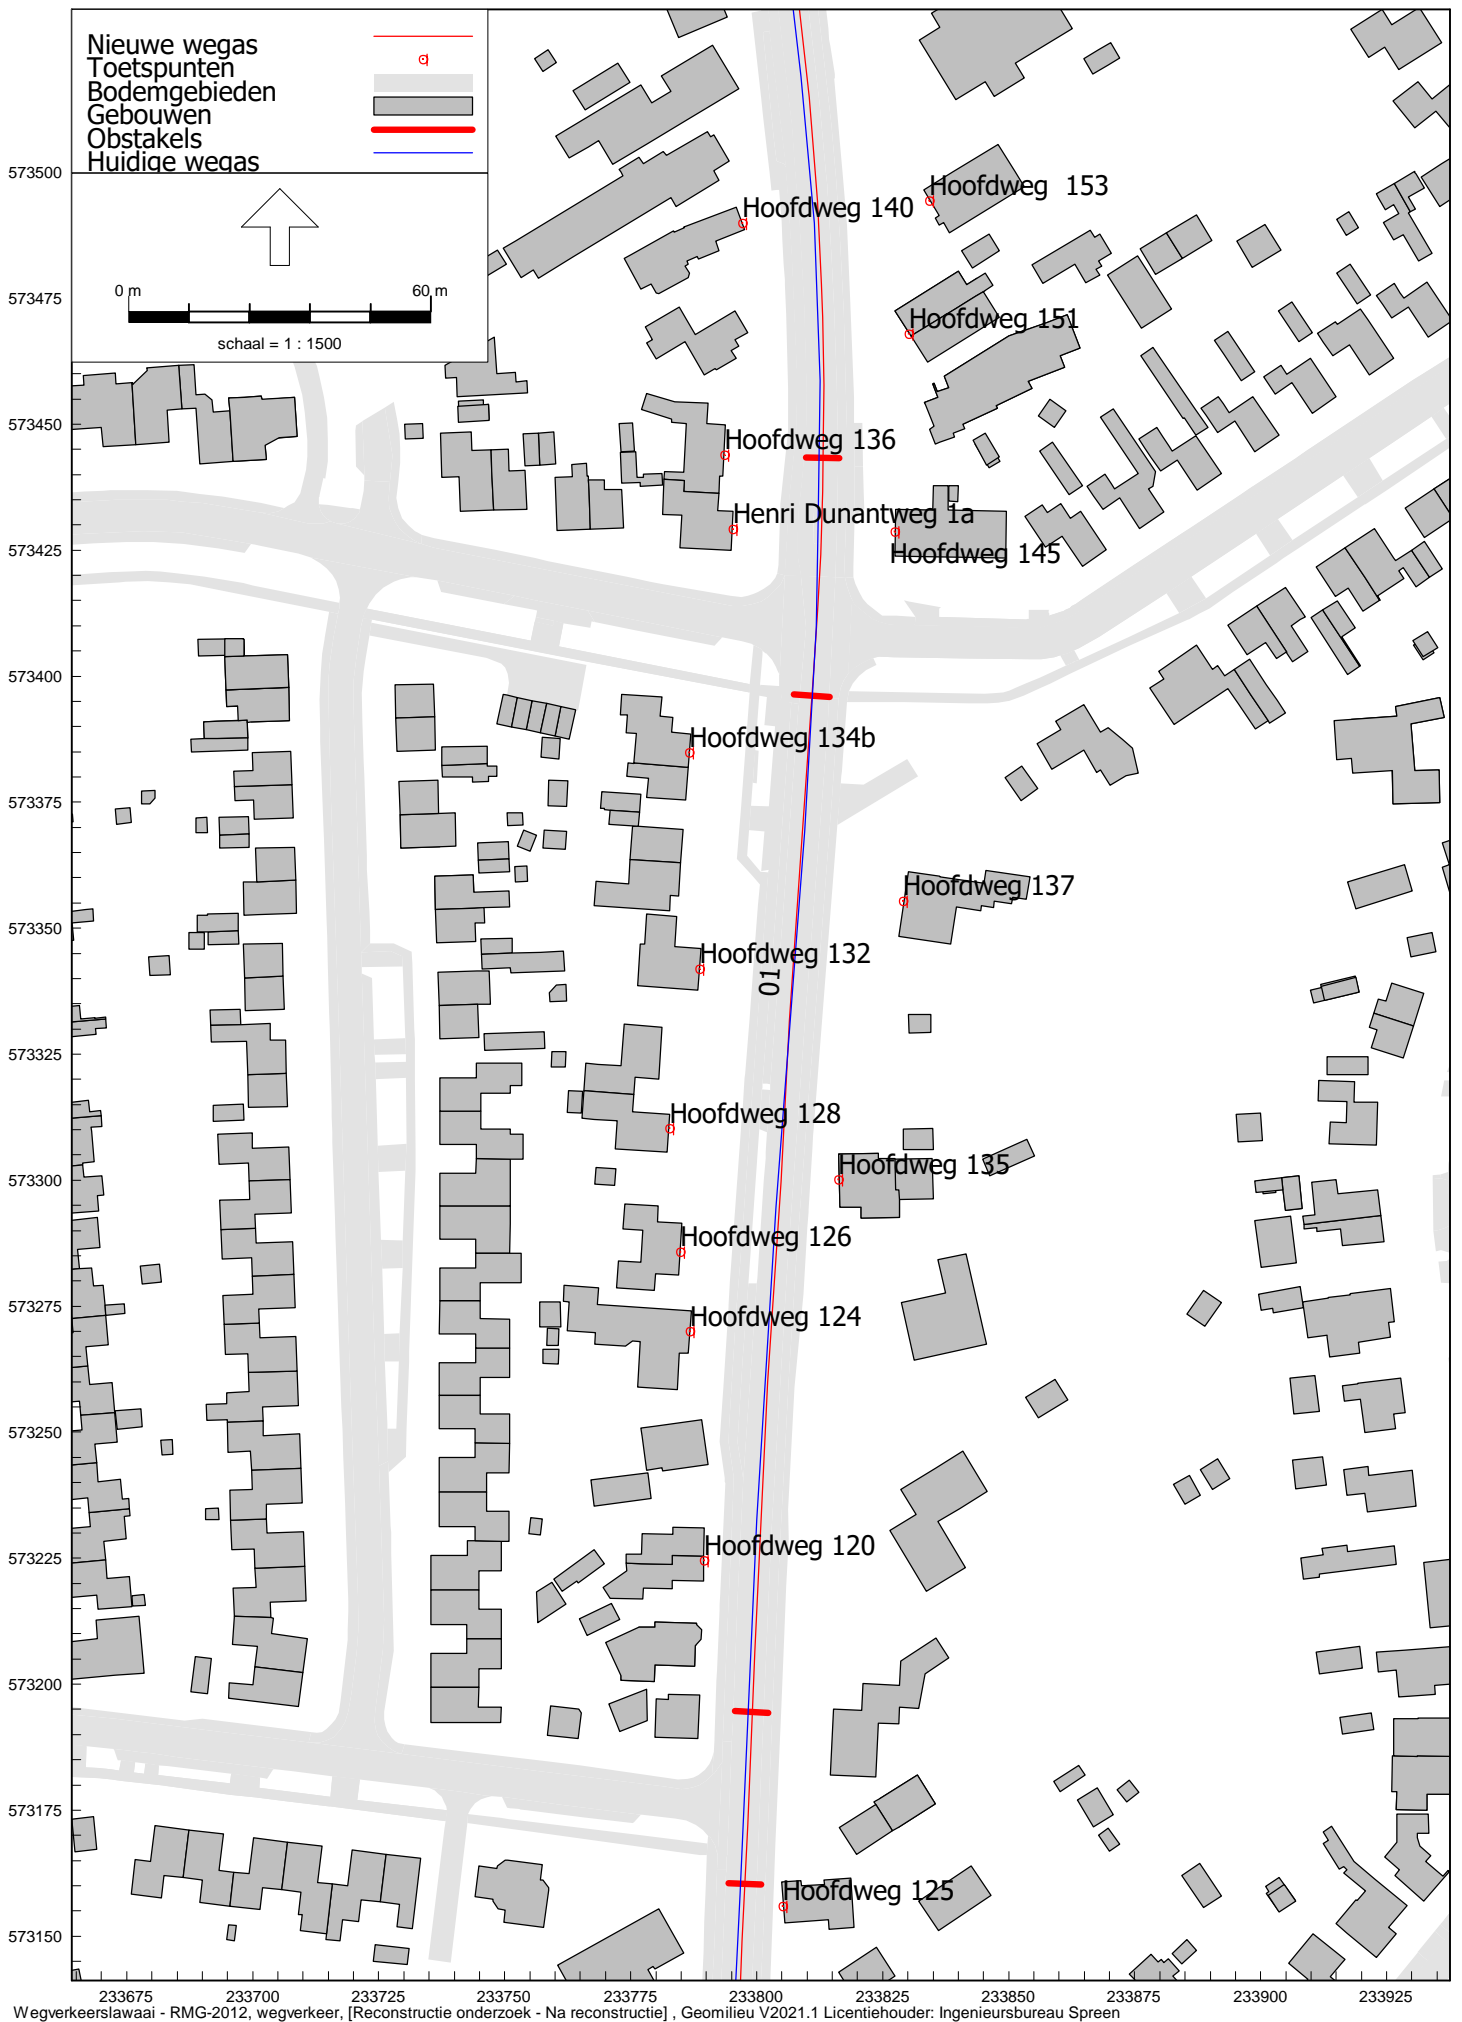 Nieuwe wegas
Toetspunten
Bodemgebieden
Gebouwen
Obstakels
Huidige wegas
0 m
60 m
schaal = 1 : 1500
573500
573475
573450
573425
573400
573375
573350
573325
573300
573275
573250
573225
573200
573175
573150
Hoofdweg 153
Hoofdweg 140
Hoofdweg 151
Hoofdweg 136
Henri Dunantweg 1a
Hoofdweg 145
Hoofdweg 134b
Hoofdweg 137
Hoofdweg 132
01
Hoofdweg 128
Hoofdweg 135
Hoofdweg 126
Hoofdweg 124
Hoofdweg 120
Hoofdweg 125
233675 233700 233725 233750 233775 233800 233825 233850 233875 233900 233925
Wegverkeerslawaai - RMG-2012, wegverkeer, [Reconstructie onderzoek - Na reconstructie] , Geomilieu V2021.1 Licentiehouder: Ingenieursbureau Spreen